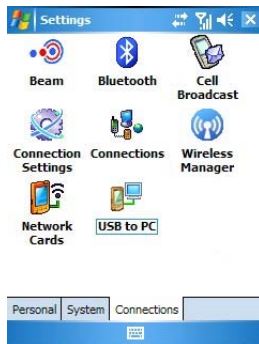 Settings
Beam Bluetooth Cell
Broadcast
Connection Connections Wireless
Settings Manager
Network USB to PC
Cards
Personal System Connections